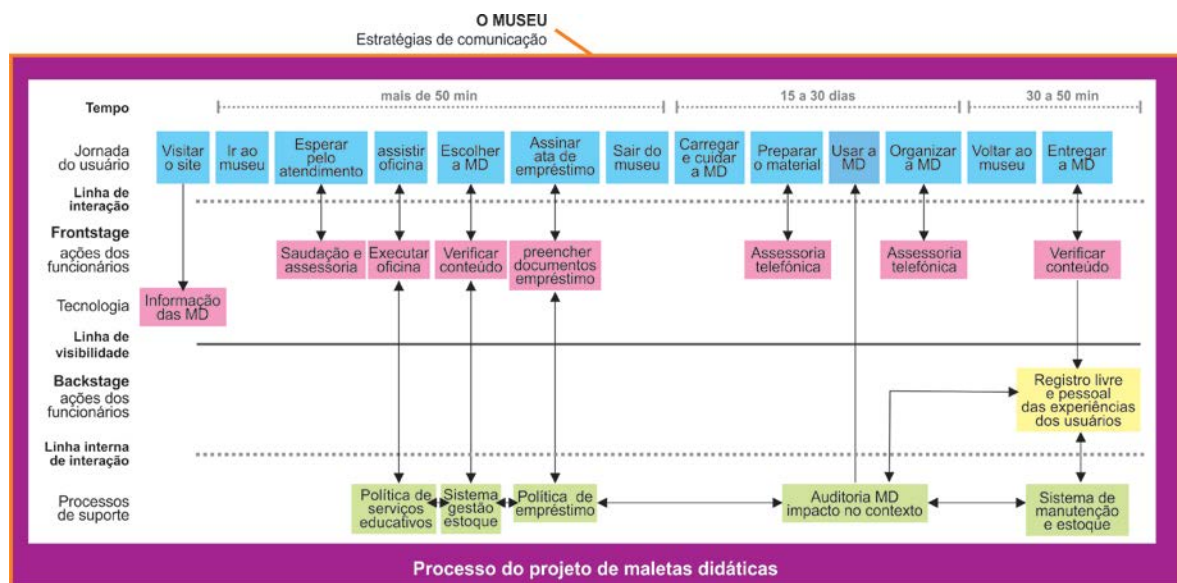 O MUSEU
Estratégias de comunicação
Tempo
mais de 50 min
15 a 30 dias
30 a 50 min
Jornada
do usuário
Visitar
o site
Ir ao
museu
Esperar
pelo
atendimento
assistir
oficina
Escolher
a MD
Assinar
ata de
empréstimo
Sair do
museu
Carregar
e cuidar
a MD
Preparar
o material
Usar a
MD
Organizar
a MD
Voltar ao
museu
Entregar
a MD
Linha de
interação
Frontstage
ações dos
funcionários
Saudação e
assessoria
Executar
oficina
Verificar
conteúdo
preencher
documentos
empréstimo
Assessoria
telefónica
Assessoria
telefónica
Verificar
conteúdo
Tecnologia
Informação
das MD
Linha de
visibilidade
Backstage
ações dos
funcionários
Registro livre
e pessoal
das experiências
dos usuários
Linha interna
de interação
Processos
de suporte
Política de
serviços
educativos
Sistema
gestão
estoque
Política de
empréstimo
Auditoria MD
impacto no contexto
Sistema de
manutenção
e estoque
Processo do projeto de maletas didáticas